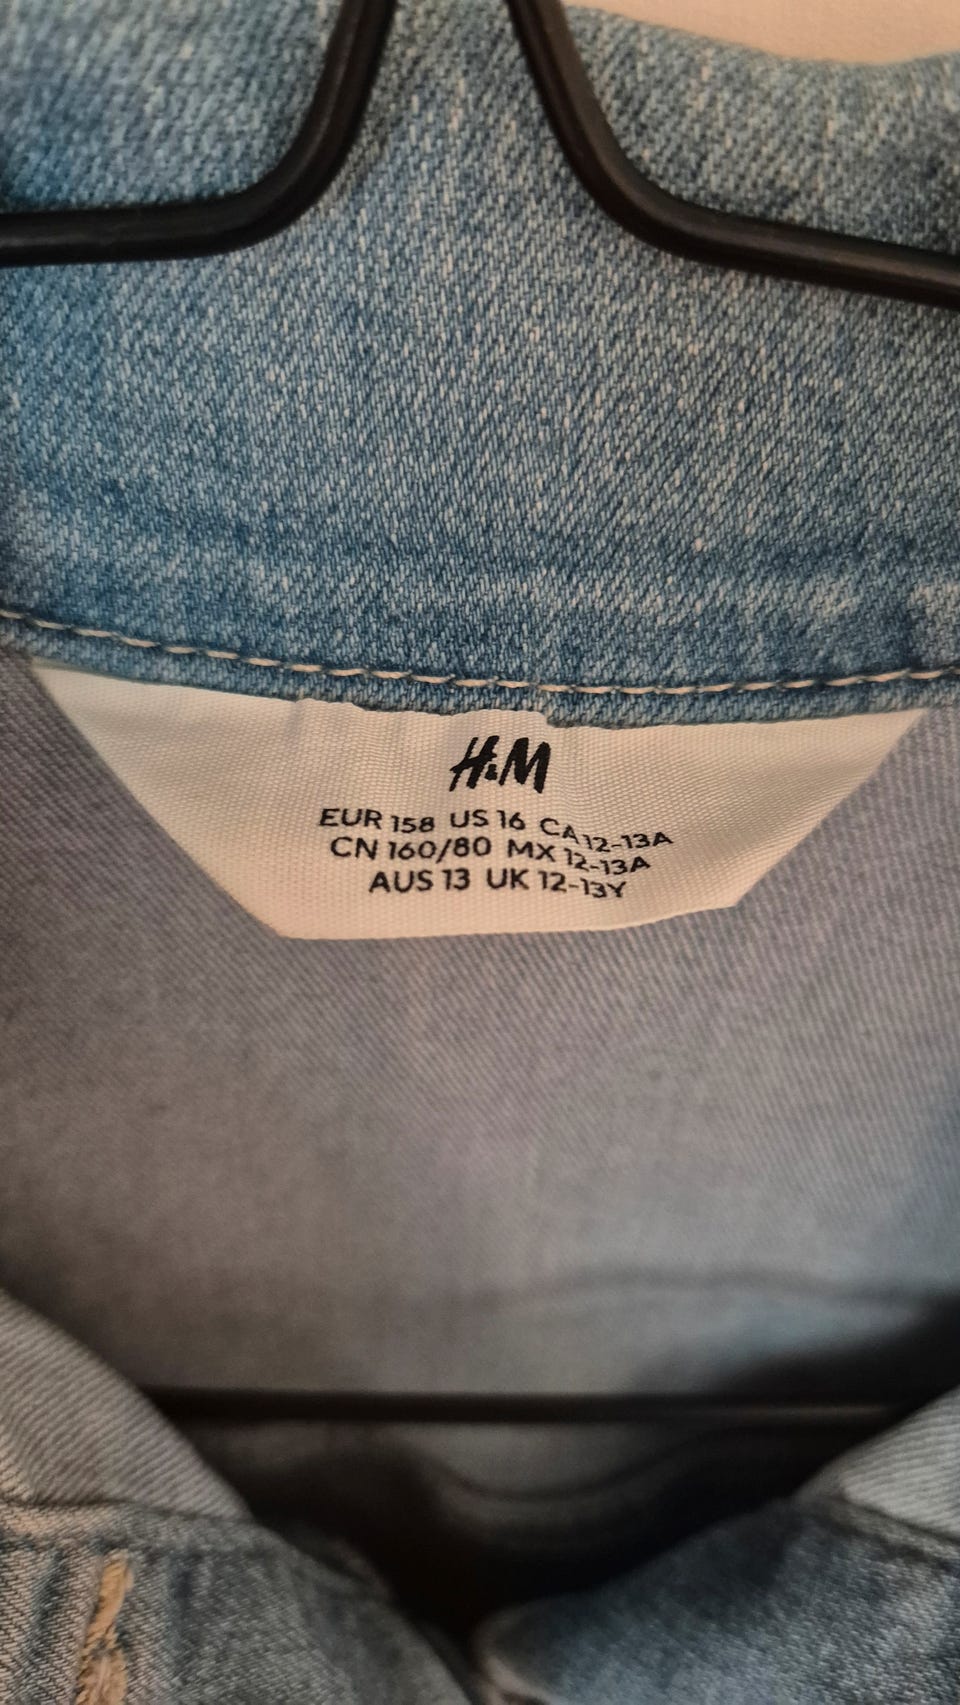 H&M
EUR 158 US 16 CA 12-13A
CN 160/80 MX 12-13A
AUS 13 UK 12-13Y